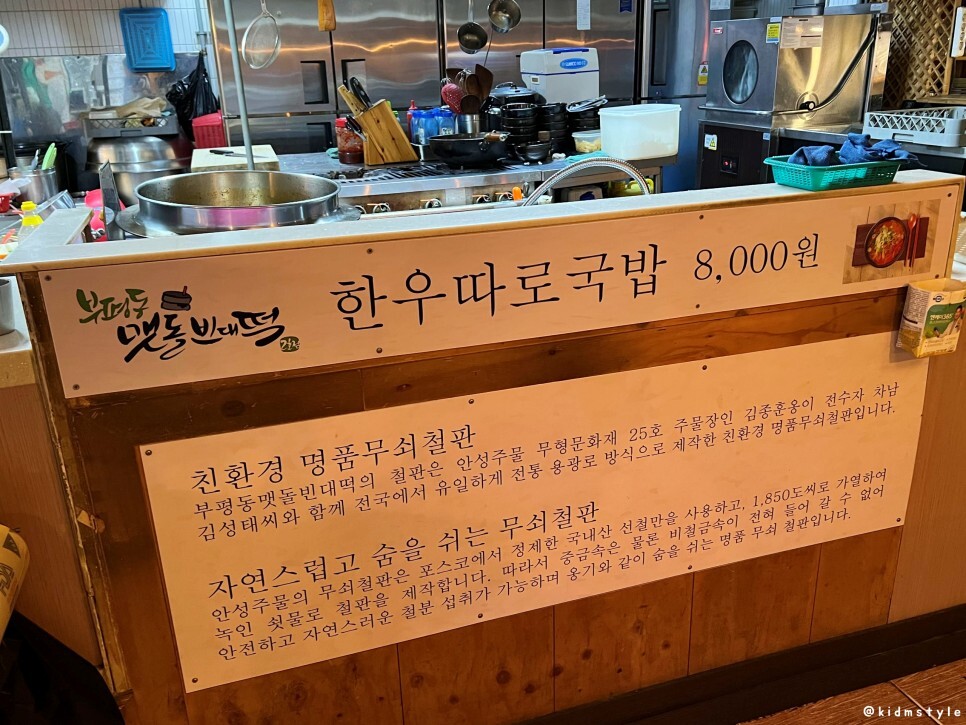 부평동
맷돌빈대떡
한우따로국밥 8,000원
친환경 명품무쇠철판
부평동맷돌빈대떡의 철판은 안성주물 무형문화재 25호 주물장인 김종훈옹이 전수자 차남
김성태씨와 함께 전국에서 유일하게 전통 용광로 방식으로 제작한 친환경 명품무쇠철판입니다.
자연스럽고 숨을 쉬는 무쇠철판
안성주물의 무쇠철판은 포스코에서 정제한 국내산 선철만을 사용하고, 1,850도씨로 가열하여
녹인 쇳물로 철판을 제작합니다. 따라서 중금속은 물론 비철금속이 전혀 들어 갈 수 없어
안전하고 자연스러운 철분 섭취가 가능하며 옹기와 같이 숨을 쉬는 명품 무쇠 철판입니다.
@kidmstyle